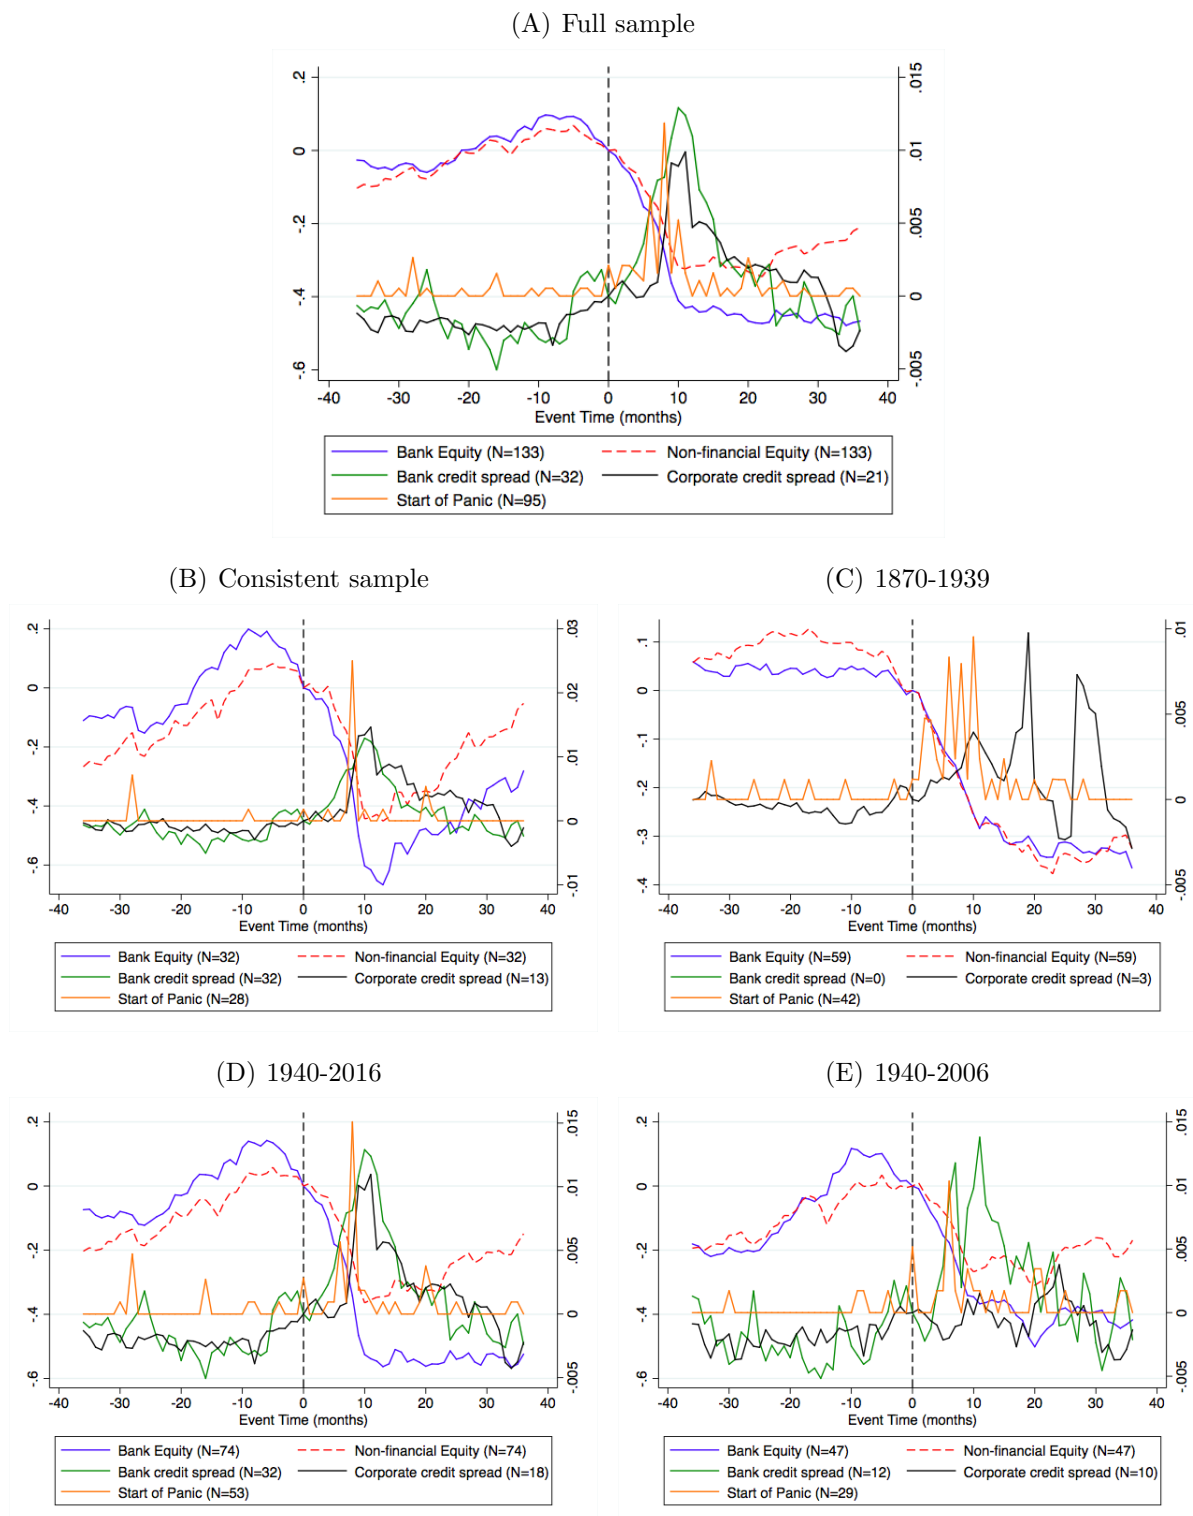 (A) Full sample
.2
0
-.2
-.4
-.6
.015
.01
.005
0
-.005
-40 -30 -20 -10 0 10 20 30 40
Event Time (months)
Bank Equity (N=133) Non-financial Equity (N=133)
Bank credit spread (N=32) Corporate credit spread (N=21)
Start of Panic (N=95)
(B) Consistent sample
.2
0
-.2
-.4
-.6
.03
.02
.01
0
-.01
-40 -30 -20 -10 0 10 20 30 40
Event Time (months)
Bank Equity (N=32) Non-financial Equity (N=32)
Bank credit spread (N=32) Corporate credit spread (N=13)
Start of Panic (N=28)
(C) 1870-1939
.1
0
-.1
-.2
-.3
-.4
.01
.005
0
-.005
-40 -30 -20 -10 0 10 20 30 40
Event Time (months)
Bank Equity (N=59) Non-financial Equity (N=59)
Bank credit spread (N=0) Corporate credit spread (N=3)
Start of Panic (N=42)
(D) 1940-2016
.2
0
-.2
-.4
-.6
.015
.01
.005
0
-.005
-40 -30 -20 -10 0 10 20 30 40
Event Time (months)
Bank Equity (N=74) Non-financial Equity (N=74)
Bank credit spread (N=32) Corporate credit spread (N=18)
Start of Panic (N=53)
(E) 1940-2006
.2
0
-.2
-.4
-.6
.015
.01
.005
0
-.005
-40 -30 -20 -10 0 10 20 30 40
Event Time (months)
Bank Equity (N=47) Non-financial Equity (N=47)
Bank credit spread (N=12) Corporate credit spread (N=10)
Start of Panic (N=29)